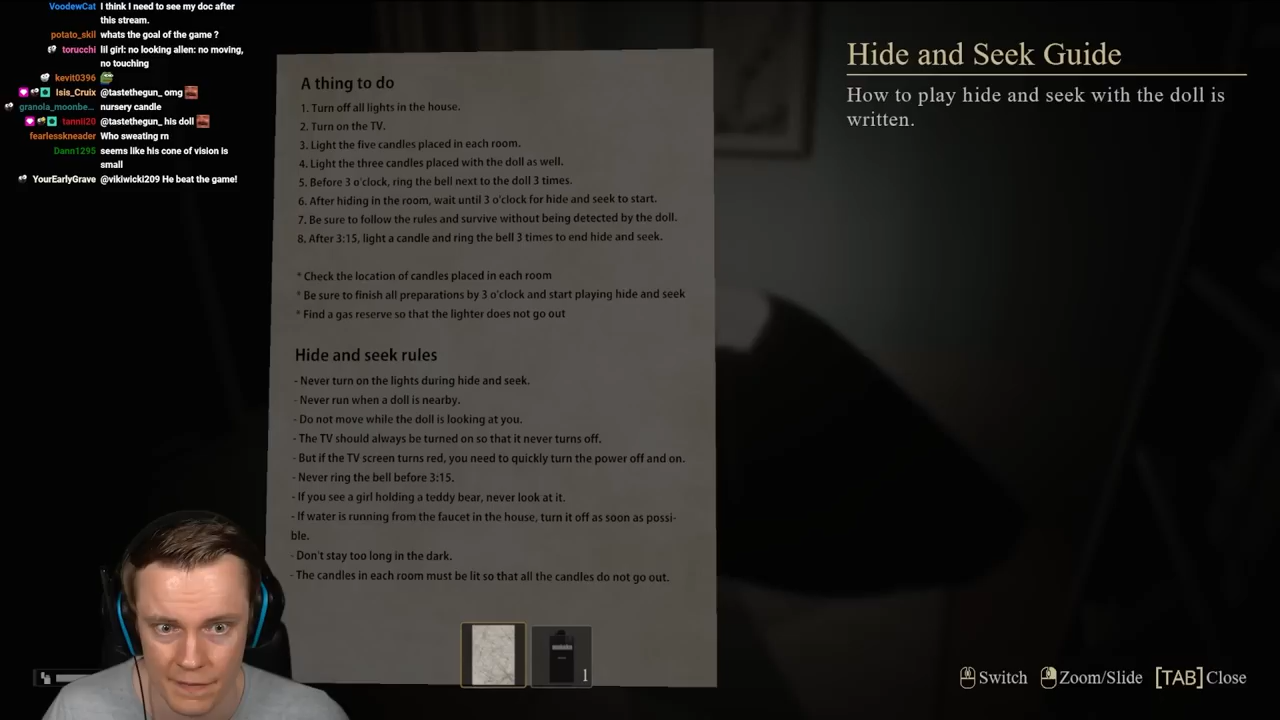 VoodewCat I think I need to see my doc after
this stream.
potato_skil whats the goal of the game ?
torucchi lil girl: no looking allen: no moving,
no touching
kevit0396
Isis_Cruix @tastethegun_ omg
granola_moonbe... nursery candle
tannii20 @tastethegun_ his doll
fearlesskneader Who sweating rn
Dann1295 seems like his cone of vision is
small
YourEarlyGrave @vikiwicki209 He beat the game!
A thing to do
1. Turn off all lights in the house.
2. Turn on the TV.
3. Light the five candles placed in each room.
4. Light the three candles placed with the doll as well.
5. Before 3 o'clock, ring the bell next to the doll 3 times.
6. After hiding in the room, wait until 3 o'clock for hide and seek to start.
7. Be sure to follow the rules and survive without being detected by the doll.
8. After 3:15, light a candle and ring the bell 3 times to end hide and seek.
* Check the location of candles placed in each room
* Be sure to finish all preparations by 3 o'clock and start playing hide and seek
* Find a gas reserve so that the lighter does not go out
Hide and seek rules
- Never turn on the lights during hide and seek.
- Never run when a doll is nearby.
- Do not move while the doll is looking at you.
- The TV should always be turned on so that it never turns off.
- But if the TV screen turns red, you need to quickly turn the power off and on.
- Never ring the bell before 3:15.
- If you see a girl holding a teddy bear, never look at it.
- If water is running from the faucet in the house, turn it off as soon as possi-
ble.
- Don't stay too long in the dark.
- The candles in each room must be lit so that all the candles do not go out.
Hide and Seek Guide
How to play hide and seek with the doll is
written.
1
Switch Zoom/Slide [TAB] Close